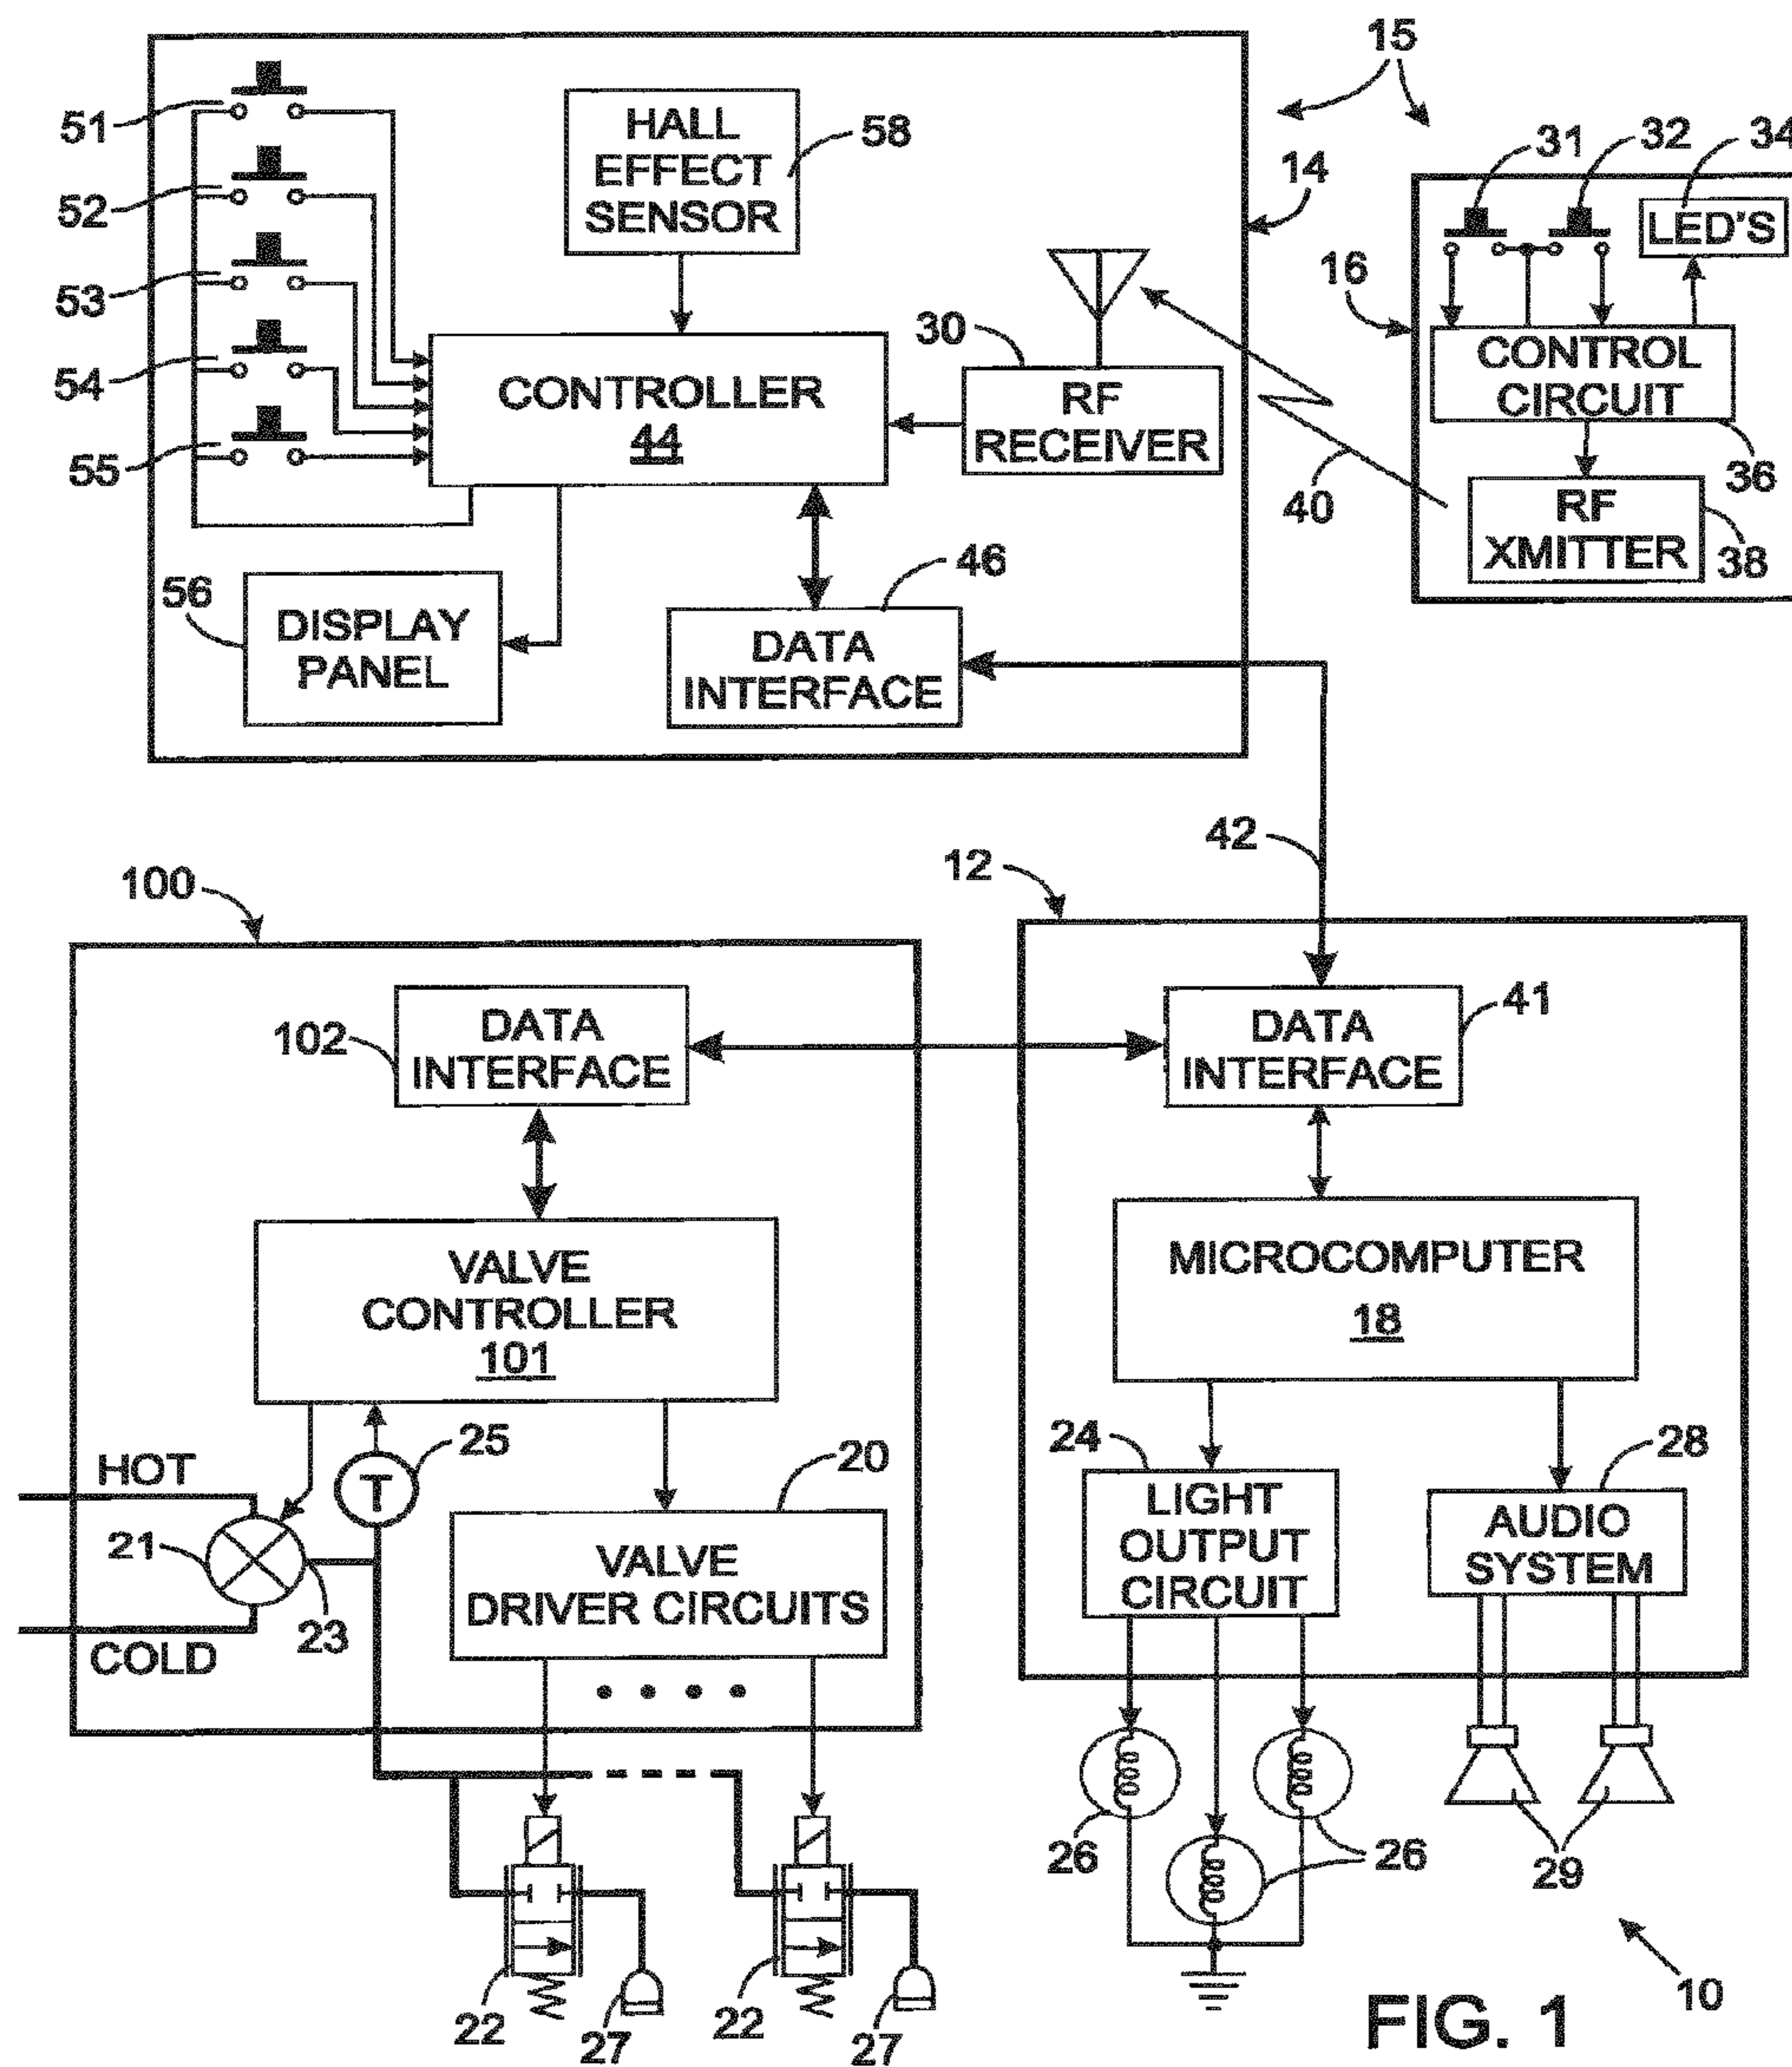 15
51
HALL
EFFECT
SENSOR
58
31
32
34
52
14
LED'S
53
16
30
CONTROL
CIRCUIT
54
CONTROLLER
44
RF
RECEIVER
55
40
36
RF
XMITTER
38
56
46
DISPLAY
PANEL
DATA
INTERFACE
42
100
12
102
DATA
INTERFACE
DATA
INTERFACE
41
VALVE
CONTROLLER
101
MICROCOMPUTER
18
HOT
25
20
24
28
T
LIGHT
OUTPUT
CIRCUIT
AUDIO
SYSTEM
21
VALVE
DRIVER CIRCUITS
23
COLD
26
26
29
22
27
22
27
10
FIG. 1